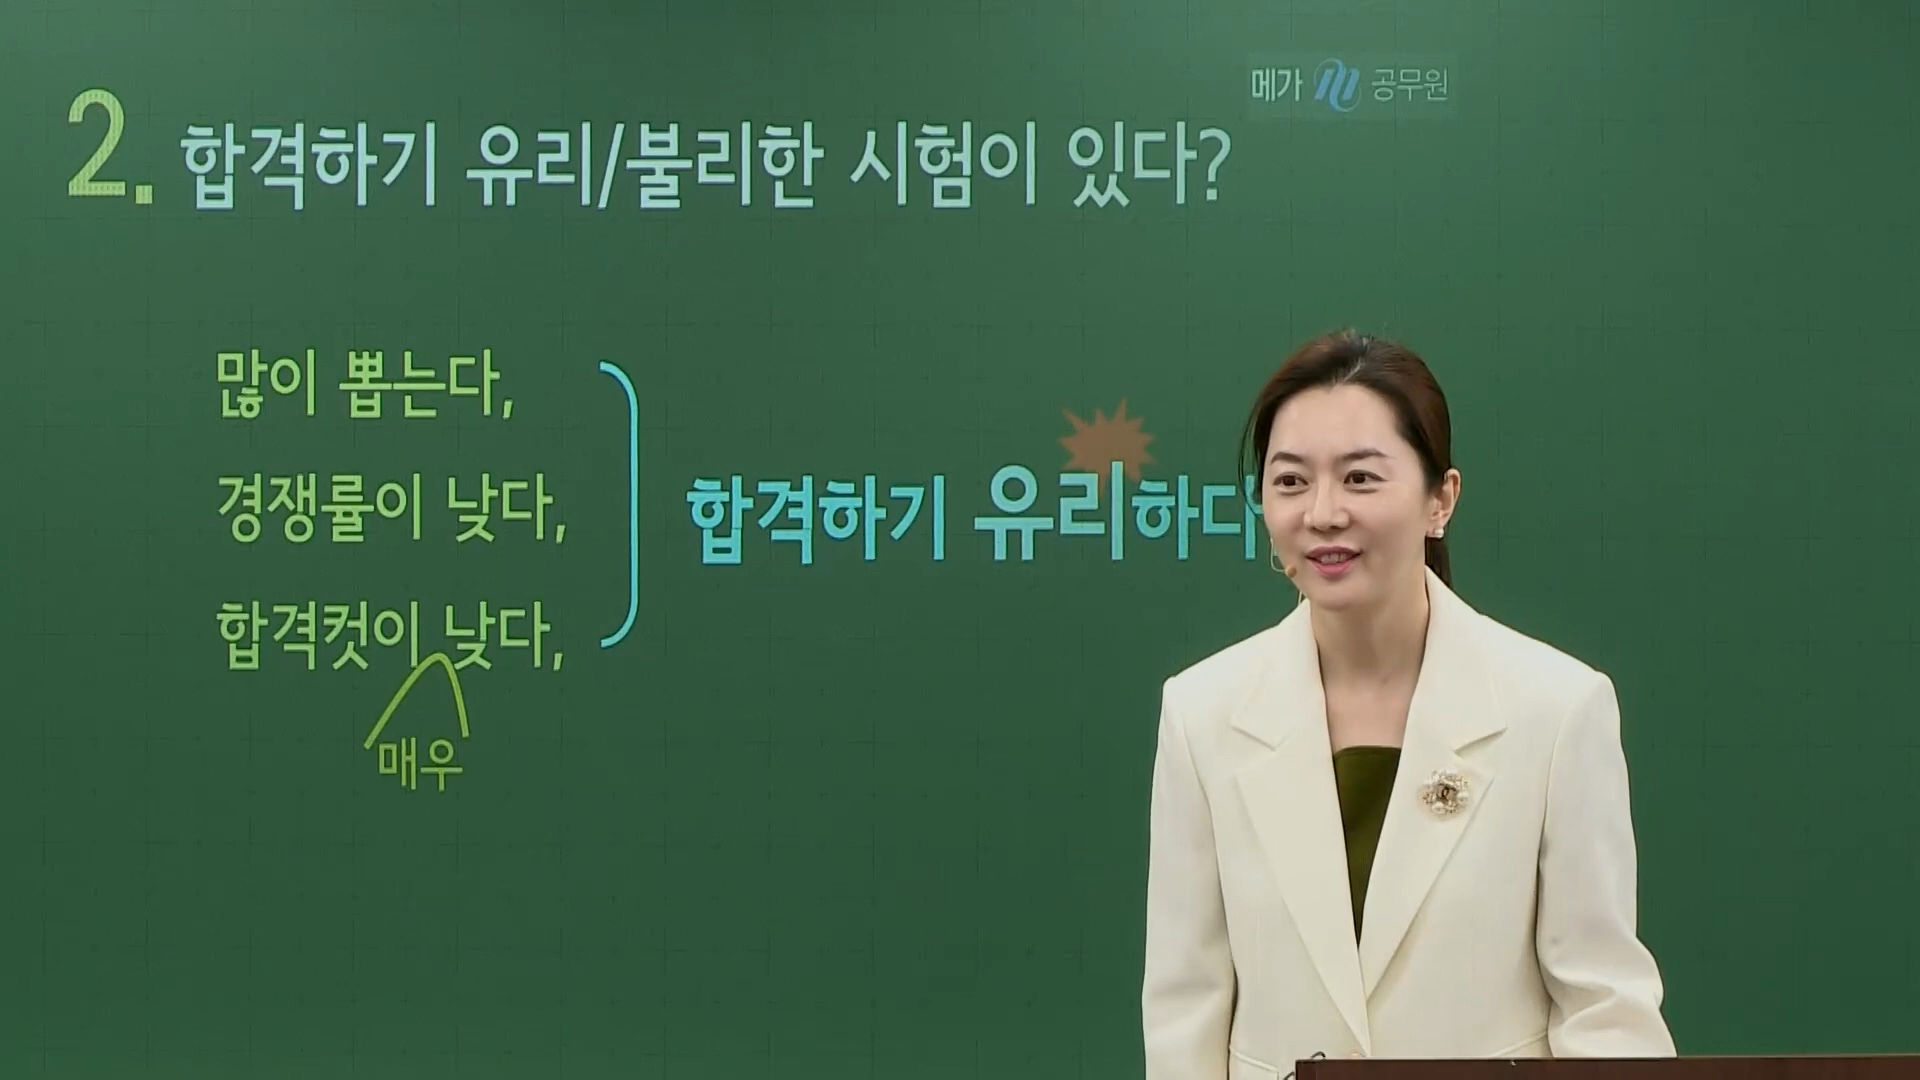 메가 공무원
2. 합격하기 유리/불리한 시험이 있다?
많이 뽑는다,
경쟁률이 낮다,
합격하기 유리하다
합격컷이 낮다,
매우